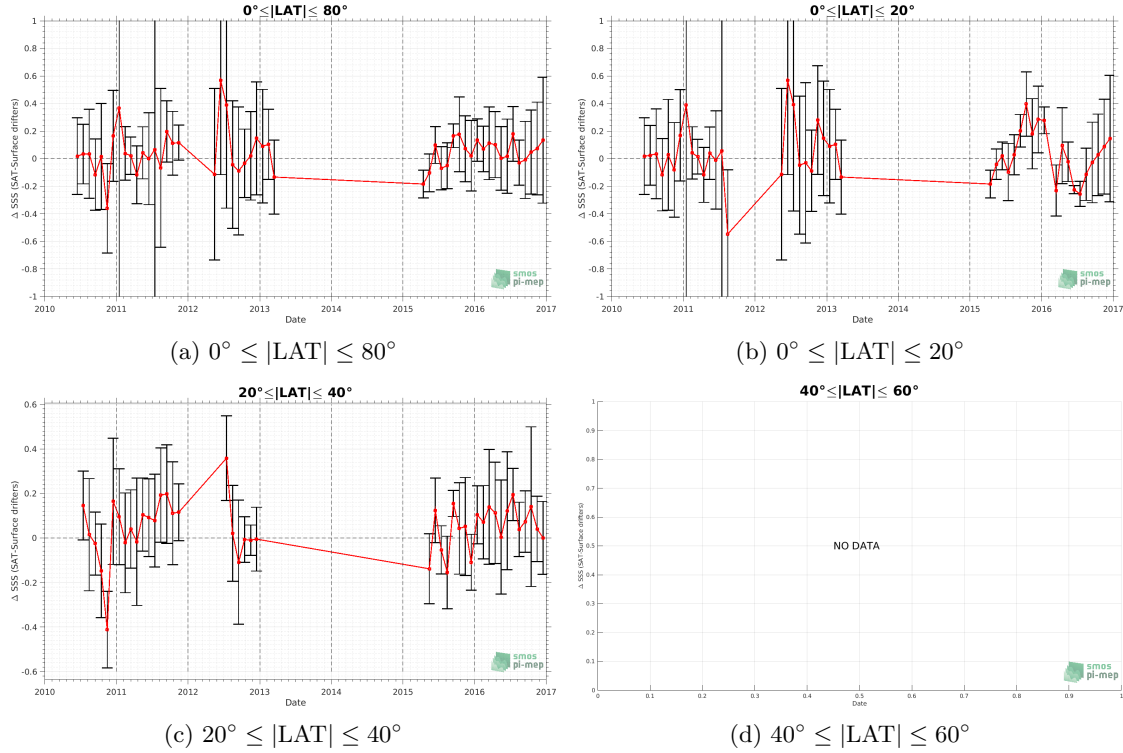 0°≤|LAT|≤ 80°
Δ SSS (SAT-Surface drifters)
1
0.8
0.6
0.4
0.2
0
-0.2
-0.4
-0.6
-0.8
-1
2010 2011 2012 2013 2014 2015 2016 2017
Date
smos
pi-mep
(a) 0° ≤ |LAT| ≤ 80°
0°≤|LAT|≤ 20°
Δ SSS (SAT-Surface drifters)
1
0.8
0.6
0.4
0.2
0
-0.2
-0.4
-0.6
-0.8
-1
2010 2011 2012 2013 2014 2015 2016 2017
Date
smos
pi-mep
(b) 0° ≤ |LAT| ≤ 20°
20°≤|LAT|≤ 40°
Δ SSS (SAT-Surface drifters)
0.6
0.4
0.2
0
-0.2
-0.4
-0.6
2010 2011 2012 2013 2014 2015 2016 2017
Date
smos
pi-mep
(c) 20° ≤ |LAT| ≤ 40°
40°≤|LAT|≤ 60°
Δ SSS (SAT-Surface drifters)
1
0.9
0.8
0.7
0.6
0.5
0.4
0.3
0.2
0.1
0
NO DATA
0 0.1 0.2 0.3 0.4 0.5 0.6 0.7 0.8 0.9 1
Date
smos
pi-mep
(d) 40° ≤ |LAT| ≤ 60°